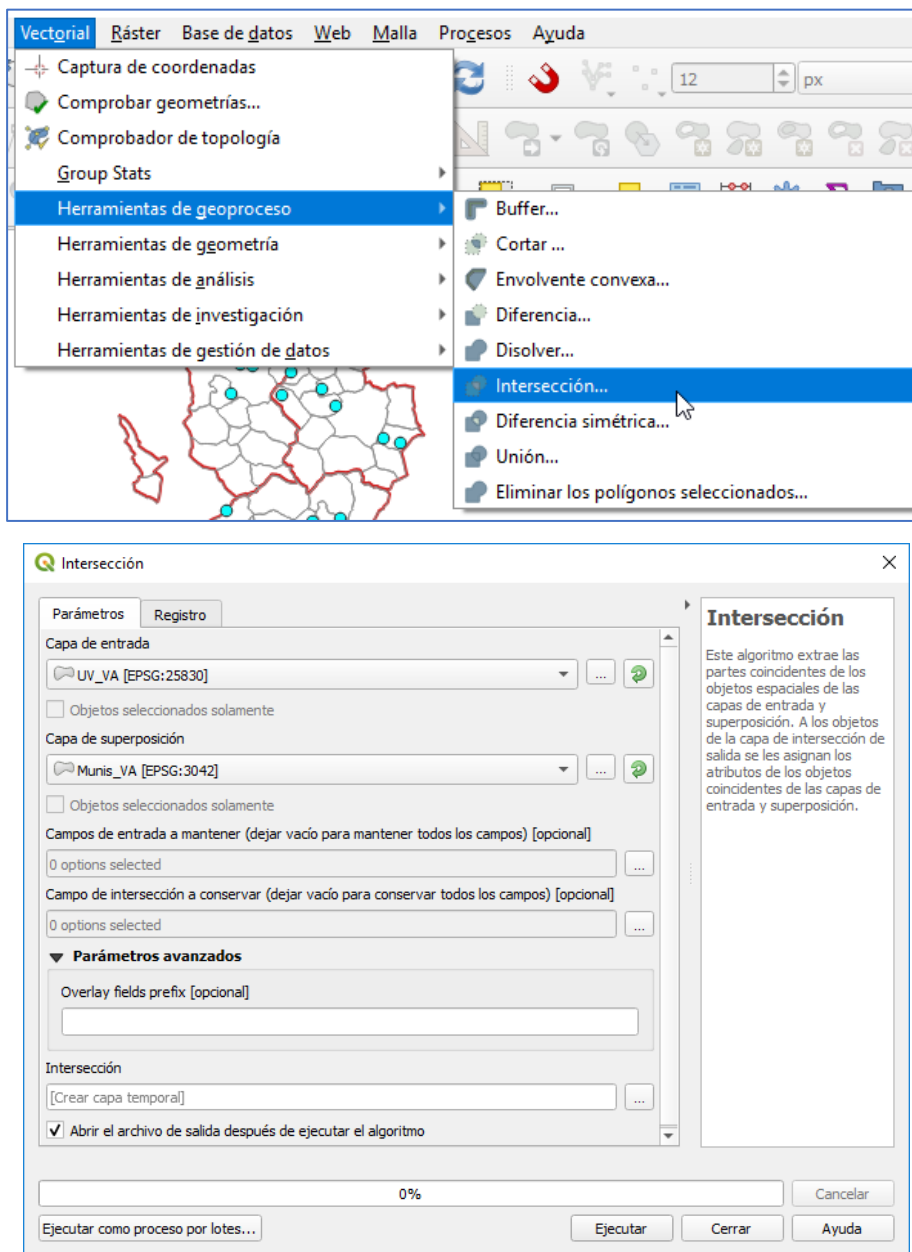 Vectorial Ráster Base de datos Web Malla Procesos Ayuda
Captura de coordenadas
12 px
Comprobar geometrías...
Comprobador de topología
Group Stats
Herramientas de geoproceso
Buffer...
Herramientas de geometría
Cortar ...
Herramientas de análisis
Envolvente convexa...
Herramientas de investigación
Diferencia...
Herramientas de gestión de datos
Disolver...
Intersección...
Diferencia simétrica...
Unión...
Eliminar los polígonos seleccionados...
Intersección
Parámetros Registro
Capa de entrada
UV_VA [EPSG:25830]
...
Objetos seleccionados solamente
Capa de superposición
Munis_VA [EPSG:3042]
...
Objetos seleccionados solamente
Campos de entrada a mantener (dejar vacío para mantener todos los campos) [opcional]
0 options selected
...
Campo de intersección a conservar (dejar vacío para conservar todos los campos) [opcional]
0 options selected
...
Parámetros avanzados
Overlay fields prefix [opcional]
Intersección
[Crear capa temporal]
...
Abrir el archivo de salida después de ejecutar el algoritmo
Intersección
Este algoritmo extrae las
partes coincidentes de los
objetos espaciales de las
capas de entrada y
superposición. A los objetos
de la capa de intersección de
salida se les asignan los
atributos de los objetos
coincidentes de las capas de
entrada y superposición.
0%
Cancelar
Ejecutar como proceso por lotes...
Ejecutar
Cerrar
Ayuda